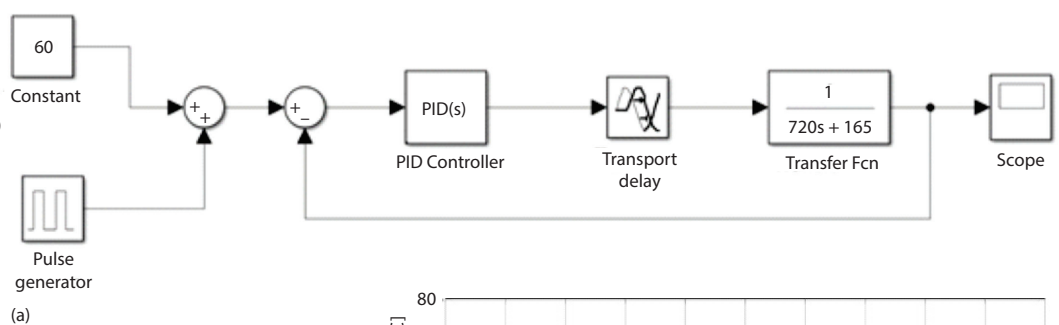 60
Constant
+
+
Pulse
generator
+
−
PID(s)
PID Controller
Transport
delay
1
720s + 165
Transfer Fcn
Scope
(a)
80